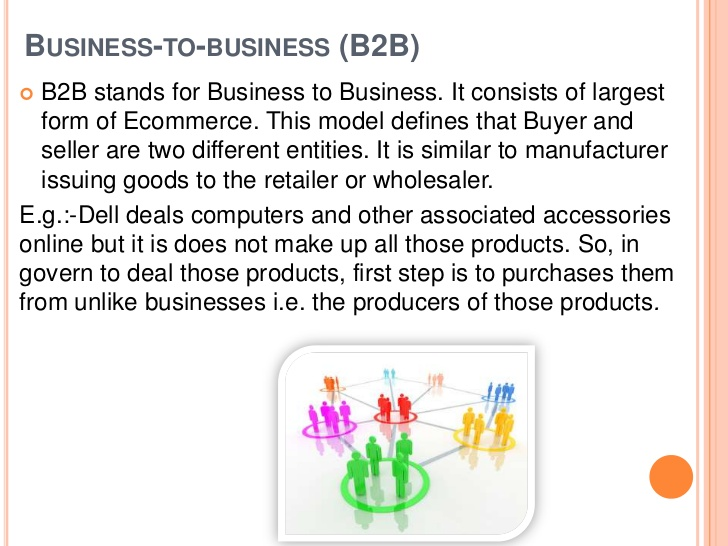 BUSINESS-TO-BUSINESS (B2B)
B2B stands for Business to Business. It consists of largest
form of Ecommerce. This model defines that Buyer and
seller are two different entities. It is similar to manufacturer
issuing goods to the retailer or wholesaler.
E.g.:-Dell deals computers and other associated accessories
online but it is does not make up all those products. So, in
govern to deal those products, first step is to purchases them
from unlike businesses i.e. the producers of those products.